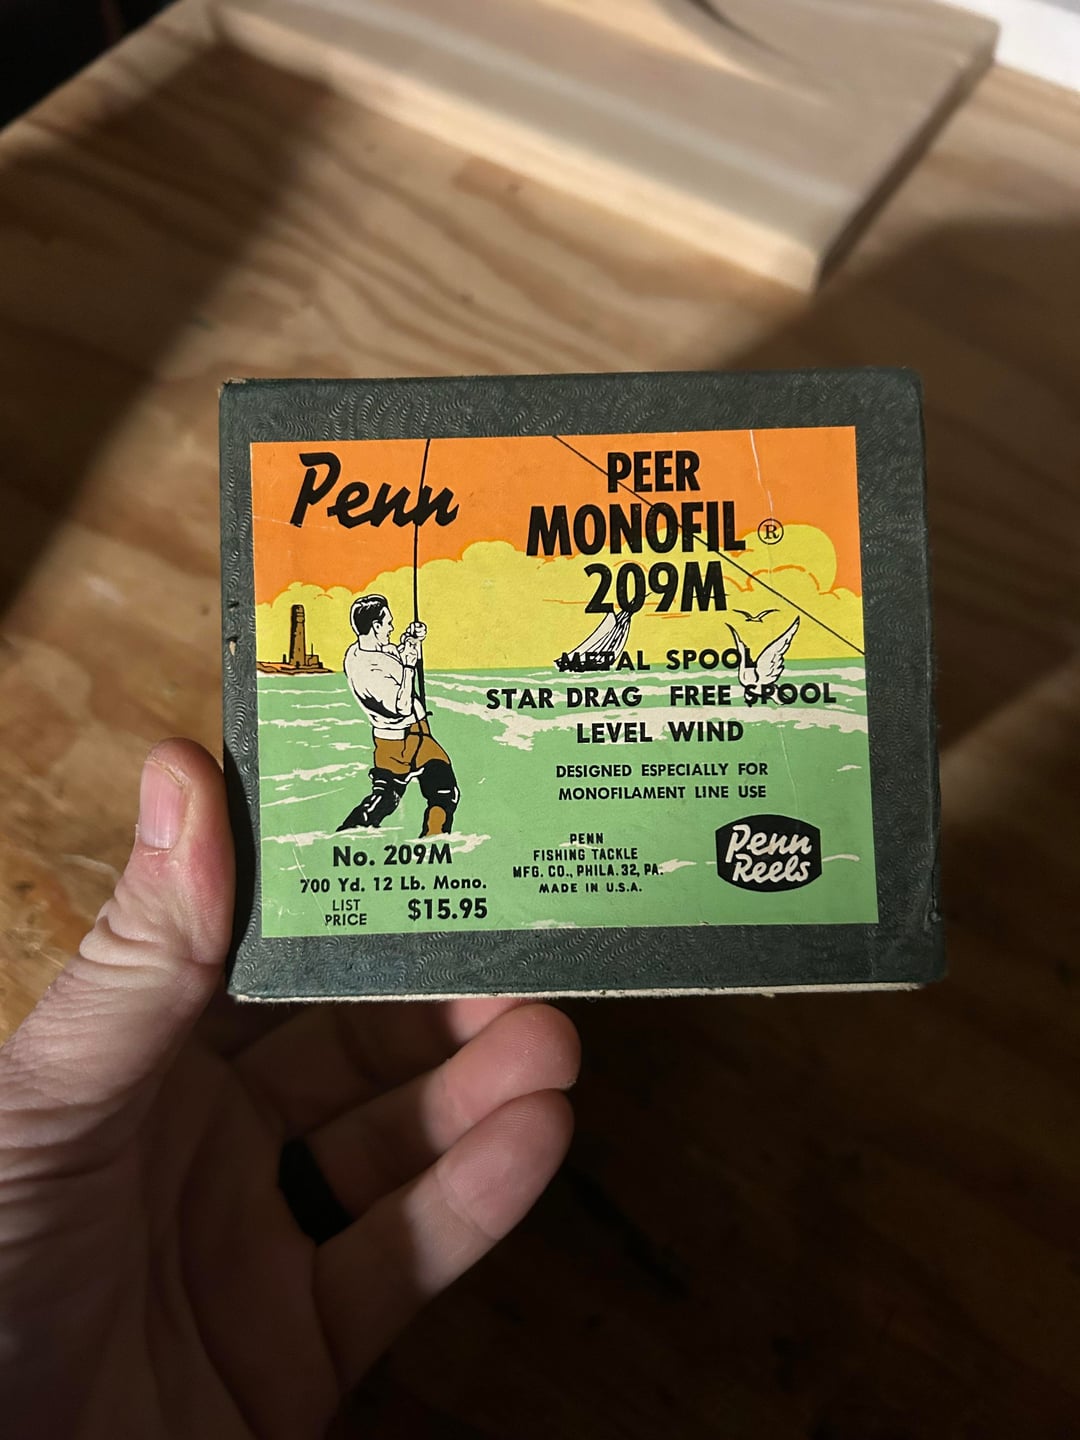 Penn
PEER
MONOFIL ®
209M
METAL SPOOL
STAR DRAG FREE SPOOL
LEVEL WIND
DESIGNED ESPECIALLY FOR
MONOFILAMENT LINE USE
No. 209M
700 Yd. 12 Lb. Mono.
LIST
PRICE $15.95
PENN
FISHING TACKLE
MFG. CO., PHILA. 32, PA.
MADE IN U.S.A.
Penn
Reels